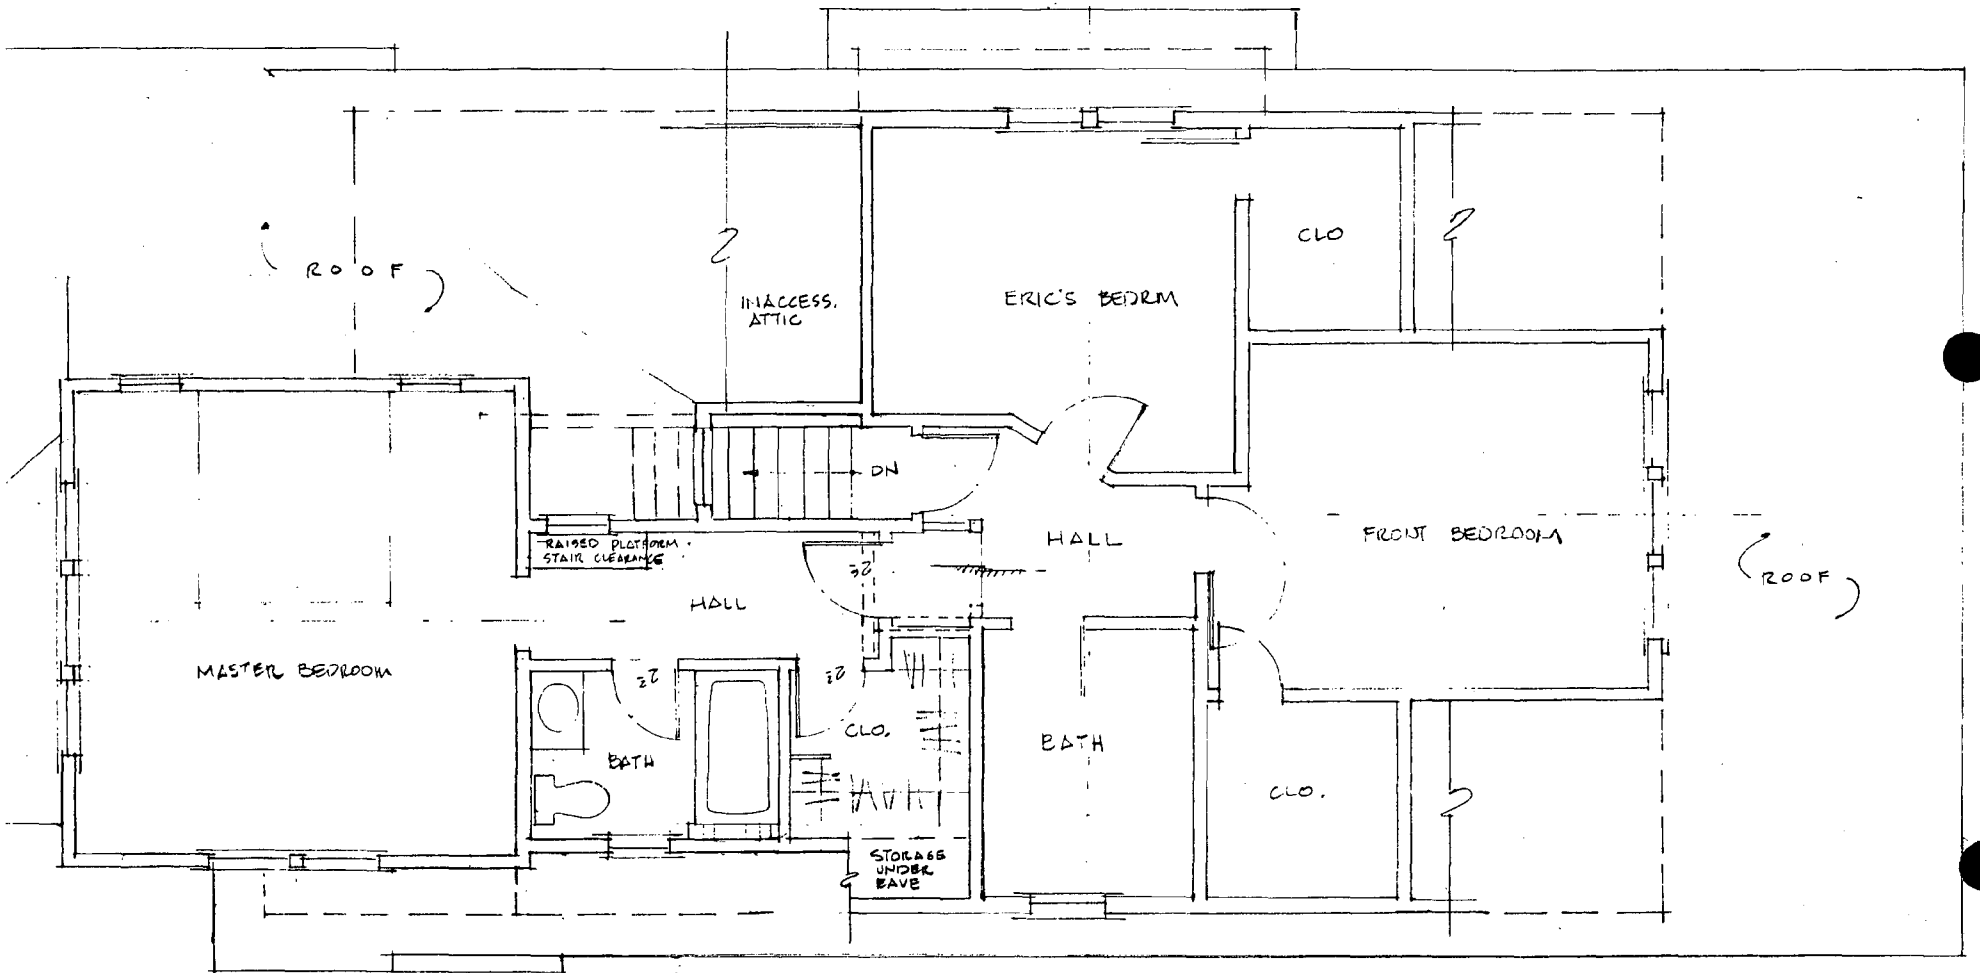 ROOF
INACCESS.
ATTIC
ERIC'S BEDRM
CLO
DN
RAISED PLATFORM
STAIR CLEARANCE
HALL
HALL
FRONT BEDROOM
ROOF
MASTER BEDROOM
BATH
CLO.
BATH
CLO.
STORAGE
UNDER
EAVE